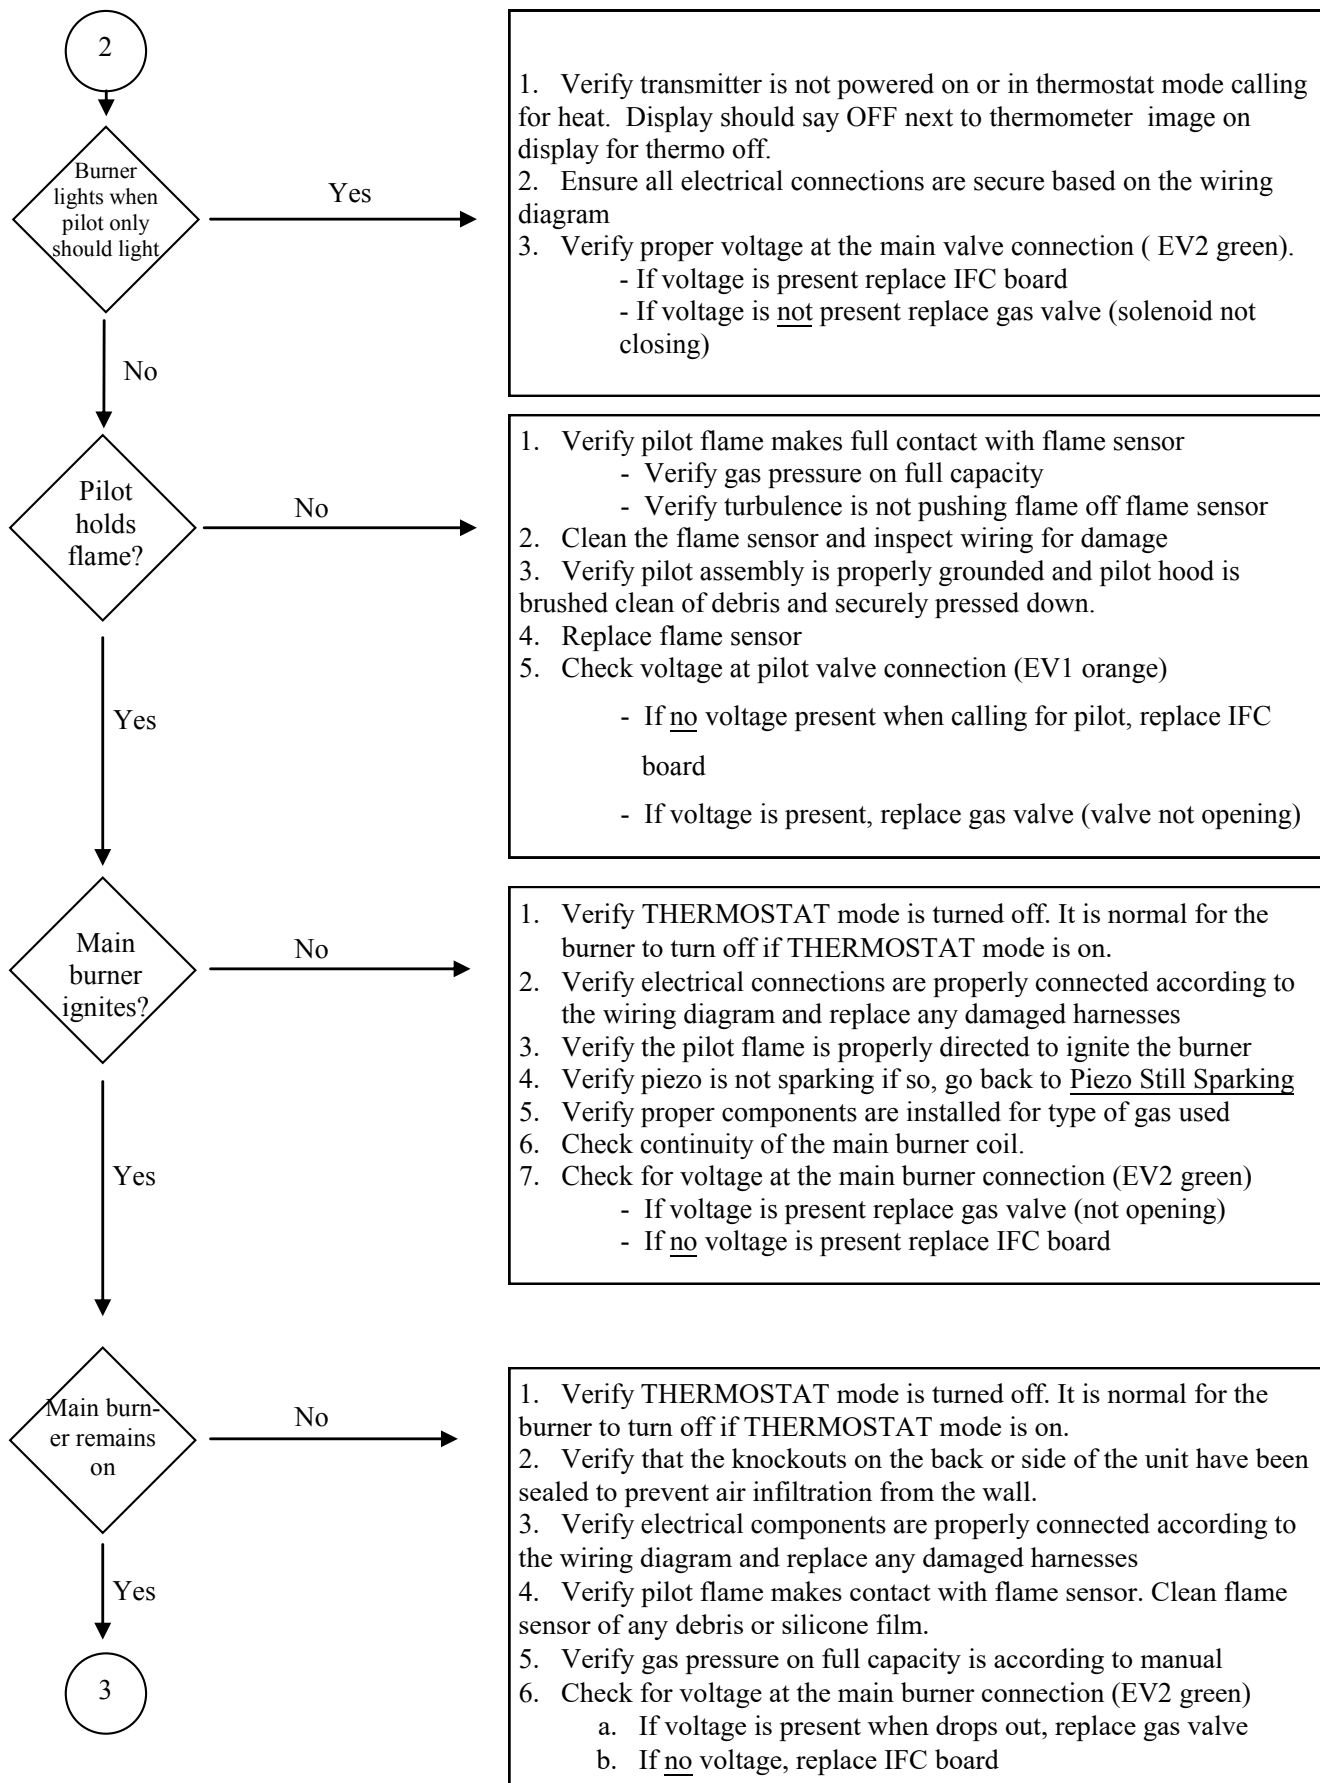 2
Burner
lights when
pilot only
should light
Yes
1. Verify transmitter is not powered on or in thermostat mode calling
for heat. Display should say OFF next to thermometer image on
display for thermo off.
2. Ensure all electrical connections are secure based on the wiring
diagram
3. Verify proper voltage at the main valve connection ( EV2 green).
- If voltage is present replace IFC board
- If voltage is not present replace gas valve (solenoid not
closing)
No
Pilot
holds
flame?
No
1. Verify pilot flame makes full contact with flame sensor
- Verify gas pressure on full capacity
- Verify turbulence is not pushing flame off flame sensor
2. Clean the flame sensor and inspect wiring for damage
3. Verify pilot assembly is properly grounded and pilot hood is
brushed clean of debris and securely pressed down.
4. Replace flame sensor
5. Check voltage at pilot valve connection (EV1 orange)
- If no voltage present when calling for pilot, replace IFC
board
- If voltage is present, replace gas valve (valve not opening)
Yes
Main
burner
ignites?
No
1. Verify THERMOSTAT mode is turned off. It is normal for the
burner to turn off if THERMOSTAT mode is on.
2. Verify electrical connections are properly connected according to
the wiring diagram and replace any damaged harnesses
3. Verify the pilot flame is properly directed to ignite the burner
4. Verify piezo is not sparking if so, go back to Piezo Still Sparking
5. Verify proper components are installed for type of gas used
6. Check continuity of the main burner coil.
7. Check for voltage at the main burner connection (EV2 green)
- If voltage is present replace gas valve (not opening)
- If no voltage is present replace IFC board
Yes
Main burn-
er remains
on
No
1. Verify THERMOSTAT mode is turned off. It is normal for the
burner to turn off if THERMOSTAT mode is on.
2. Verify that the knockouts on the back or side of the unit have been
sealed to prevent air infiltration from the wall.
3. Verify electrical components are properly connected according to
the wiring diagram and replace any damaged harnesses
4. Verify pilot flame makes contact with flame sensor. Clean flame
sensor of any debris or silicone film.
5. Verify gas pressure on full capacity is according to manual
6. Check for voltage at the main burner connection (EV2 green)
a. If voltage is present when drops out, replace gas valve
b. If no voltage, replace IFC board
Yes
3